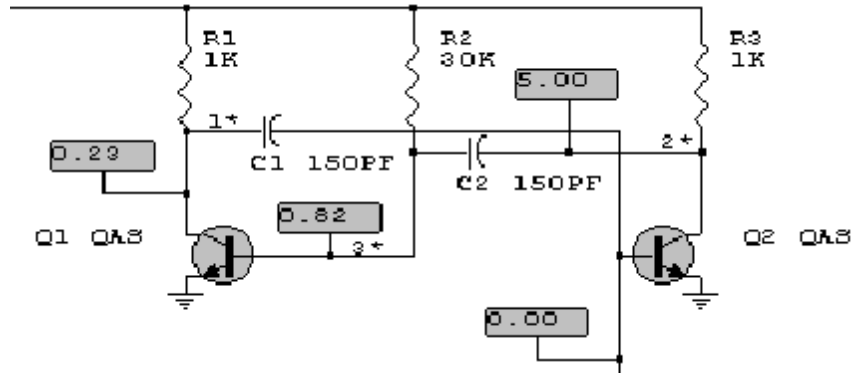 R1
1K
R2
30K
R3
1K
5.00
1*
2*
0.23
C1 150PF
C2 150PF
0.82
Q1 QAS
3*
Q2 QAS
0.00